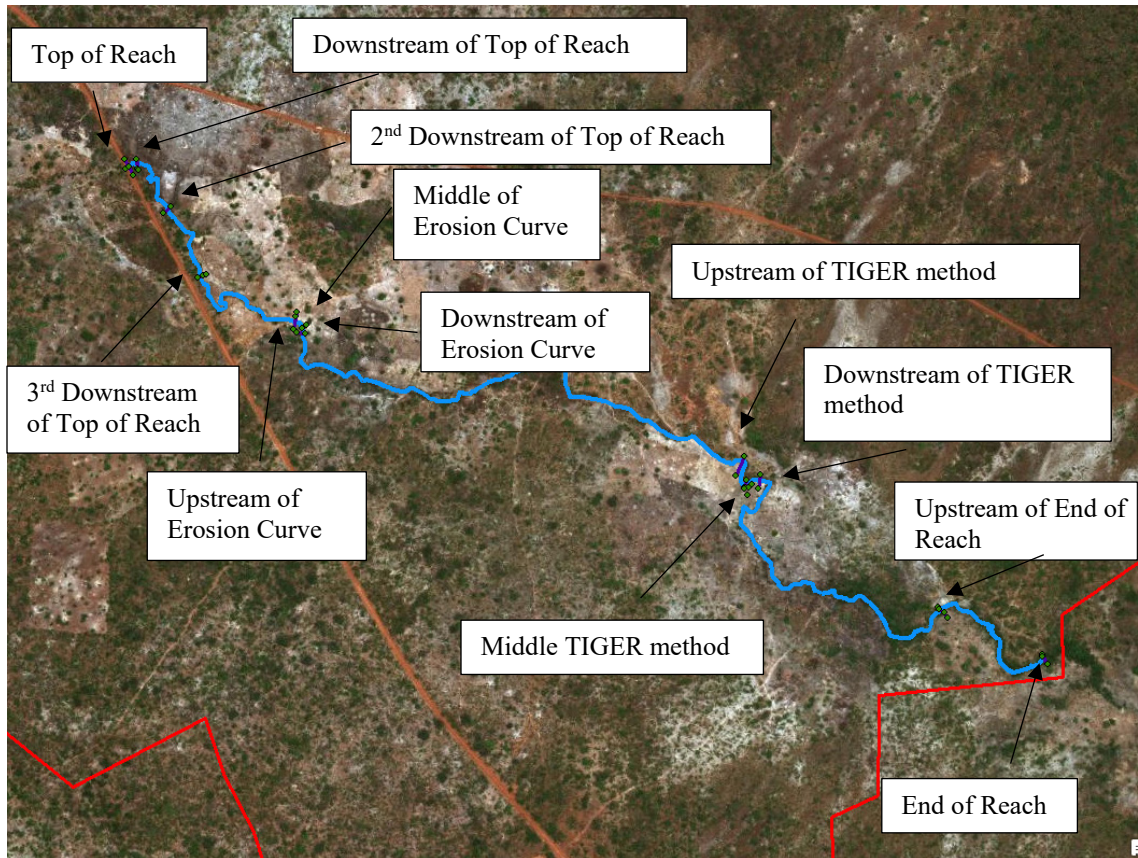 Top of Reach
Downstream of Top of Reach
2nd Downstream of Top of Reach
Middle of
Erosion Curve
Upstream of TIGER method
Downstream of
Erosion Curve
Downstream of TIGER
method
3rd Downstream
of Top of Reach
Upstream of
Erosion Curve
Upstream of End of
Reach
Middle TIGER method
End of Reach